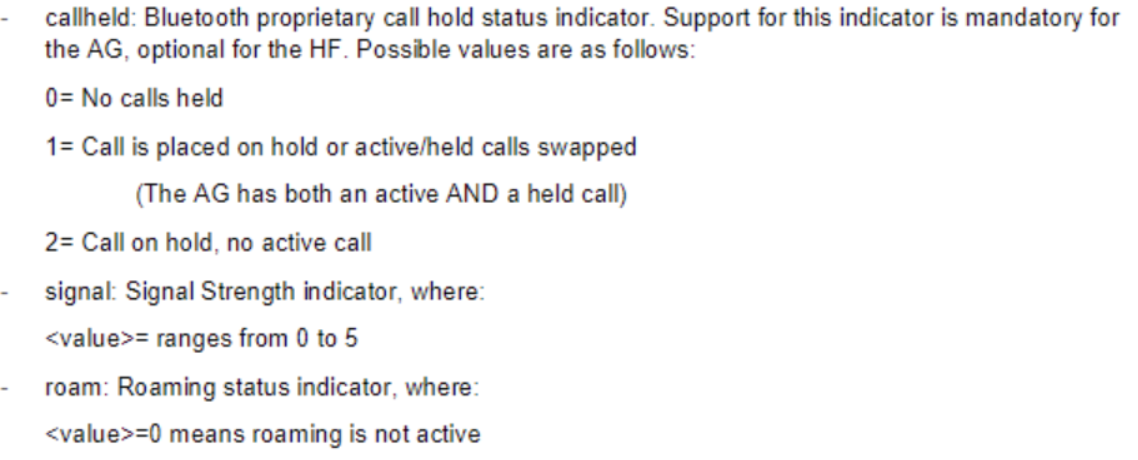 - callheld: Bluetooth proprietary call hold status indicator. Support for this indicator is mandatory for
the AG, optional for the HF. Possible values are as follows:
0= No calls held
1= Call is placed on hold or active/held calls swapped
(The AG has both an active AND a held call)
2= Call on hold, no active call
- signal: Signal Strength indicator, where:
<value>= ranges from 0 to 5
- roam: Roaming status indicator, where:
<value>=0 means roaming is not active